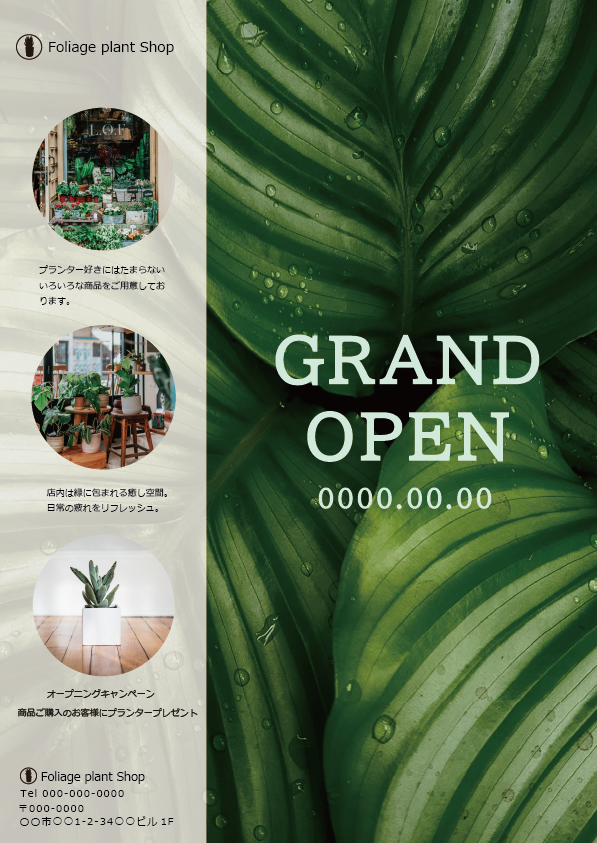 Foliage plant Shop
L.O.F
プランター好きにはたまらない
いろいろな商品をご用意してお
ります。
店内は緑に包まれる癒し空間。
日常の疲れをリフレッシュ。
オープニングキャンペーン
商品ご購入のお客様にプランタープレゼント
Foliage plant Shop
Tel 000-000-0000
〒000-0000
〇〇市〇〇1-2-34〇〇ビル 1F
GRAND
OPEN
0000.00.00